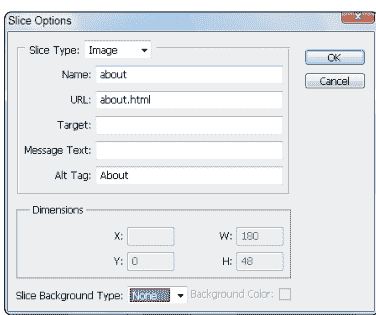 Slice Options
Slice Type: Image
OK
Name: about
Cancel
URL: about.html
Target:
Message Text:
Alt Tag: About
Dimensions
X: W: 180
Y: 0 H: 48
Slice Background Type: None Background Color: